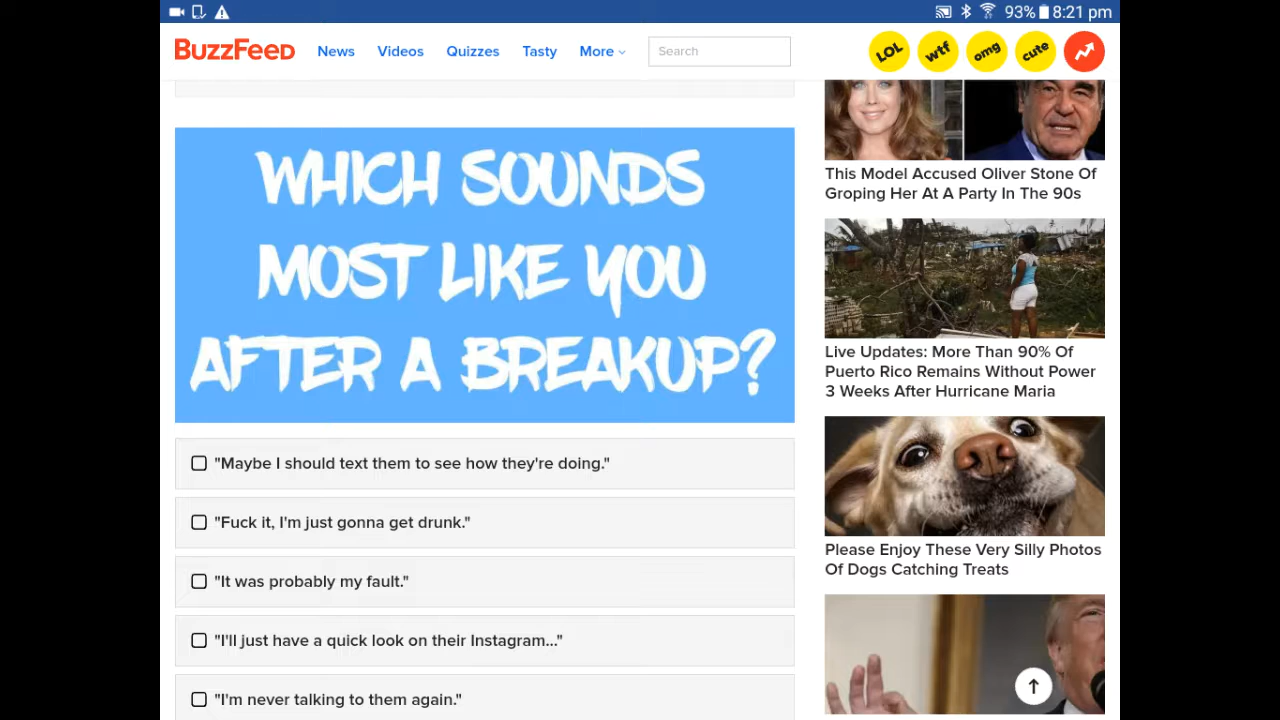 93% 8:21 pm
BuzzFeed News Videos Quizzes Tasty More Search LOL wtf omg cute
WHICH SOUNDS
MOST LIKE YOU
AFTER A BREAKUP?
"Maybe I should text them to see how they're doing."
"Fuck it, I'm just gonna get drunk."
"It was probably my fault."
"I'll just have a quick look on their Instagram..."
"I'm never talking to them again."
This Model Accused Oliver Stone Of
Groping Her At A Party In The 90s
Live Updates: More Than 90% Of
Puerto Rico Remains Without Power
3 Weeks After Hurricane Maria
Please Enjoy These Very Silly Photos
Of Dogs Catching Treats